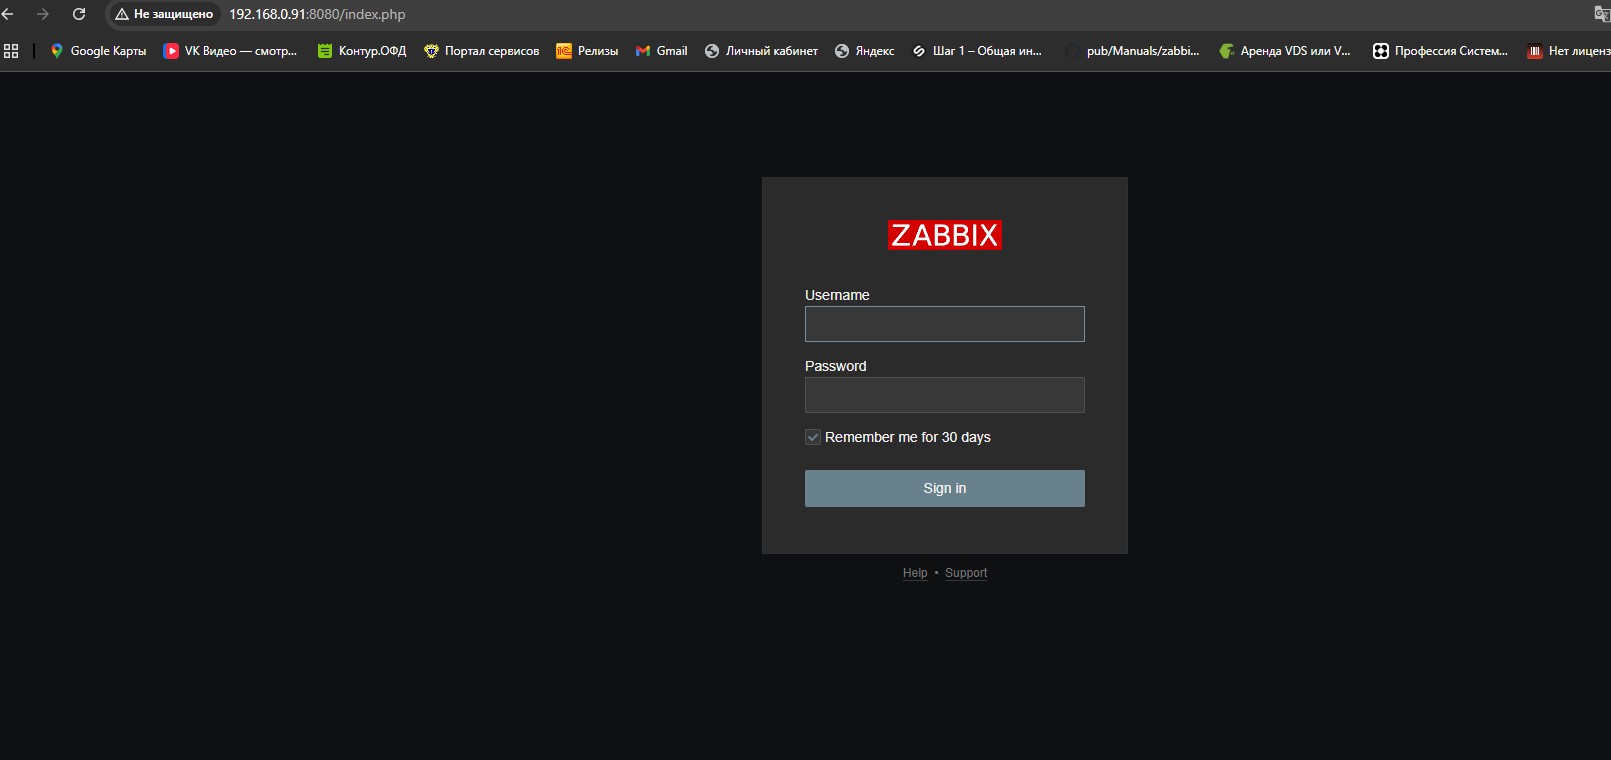 Не защищено 192.168.0.91:8080/index.php
Google Карты VK Видео — смотр... Контур.ОФД Портал сервисов Релизы Gmail Личный кабинет Яндекс Шаг 1 – Общая ин... pub/Manuals/zabbi... Аренда VDS или V... Профессия Систем... Нет лиценз
ZABBIX
Username
Password
Remember me for 30 days
Sign in
Help • Support